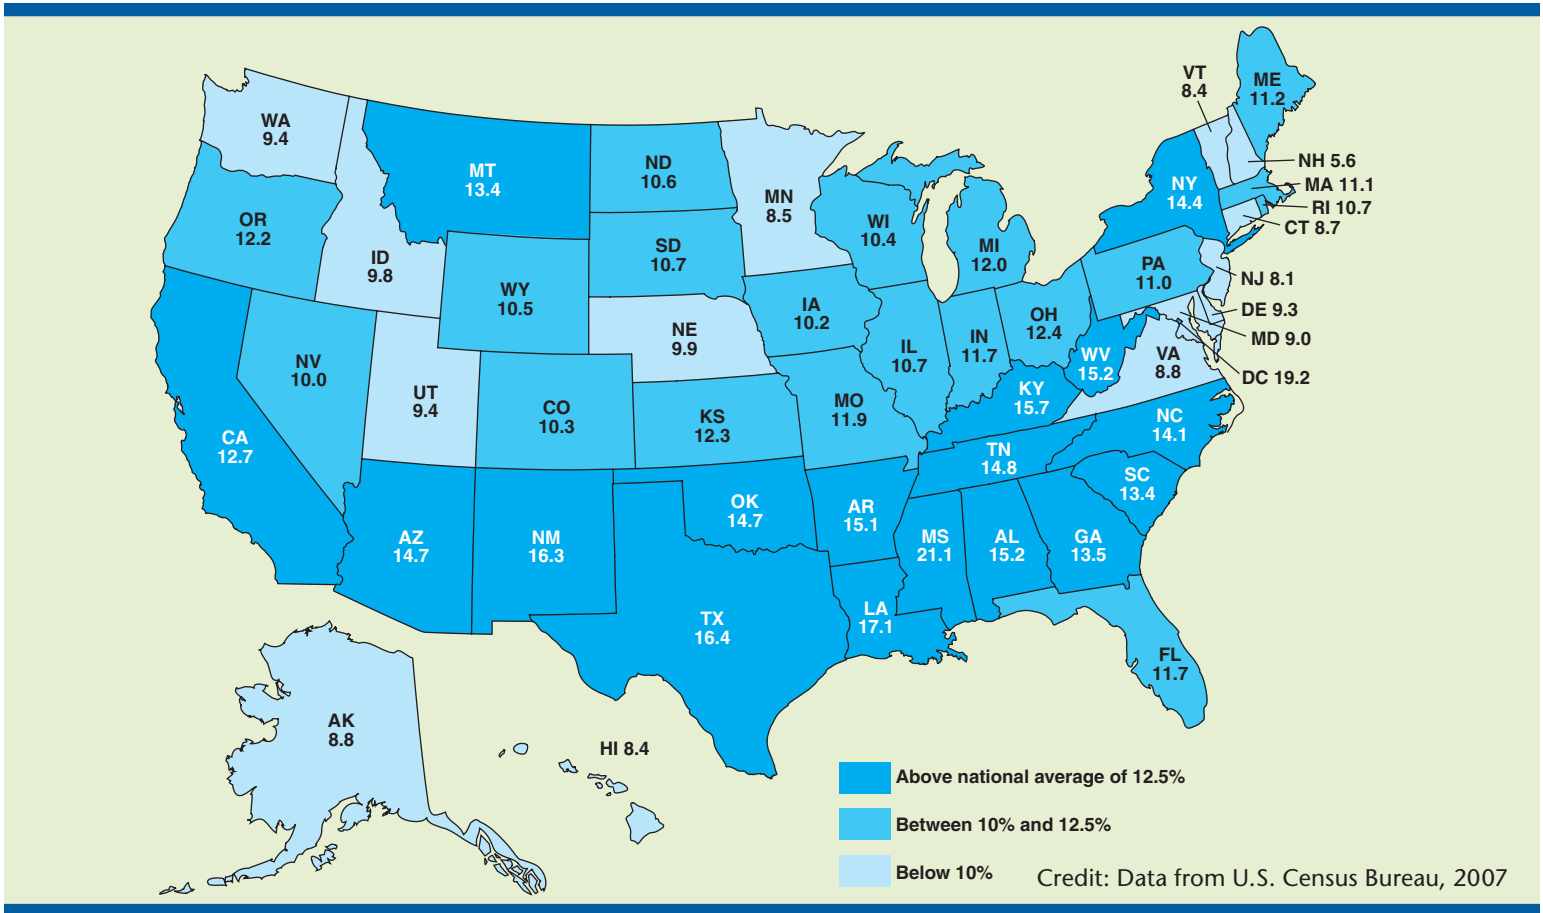 VT
8.4
ME
11.2
WA
9.4
MT
13.4
ND
10.6
MN
8.5
NH 5.6
MA 11.1
RI 10.7
CT 8.7
NY
14.4
OR
12.2
ID
9.8
SD
10.7
WI
10.4
MI
12.0
PA
11.0
NJ 8.1
WY
10.5
IA
10.2
DE 9.3
MD 9.0
DC 19.2
NE
9.9
OH
12.4
IN
11.7
IL
10.7
WV
15.2
VA
8.8
NV
10.0
UT
9.4
CO
10.3
KS
12.3
MO
11.9
KY
15.7
NC
14.1
CA
12.7
TN
14.8
SC
13.4
AZ
14.7
NM
16.3
OK
14.7
AR
15.1
MS
21.1
AL
15.2
GA
13.5
TX
16.4
LA
17.1
FL
11.7
AK
8.8
HI 8.4
Above national average of 12.5%
Between 10% and 12.5%
Below 10%
Credit: Data from U.S. Census Bureau, 2007